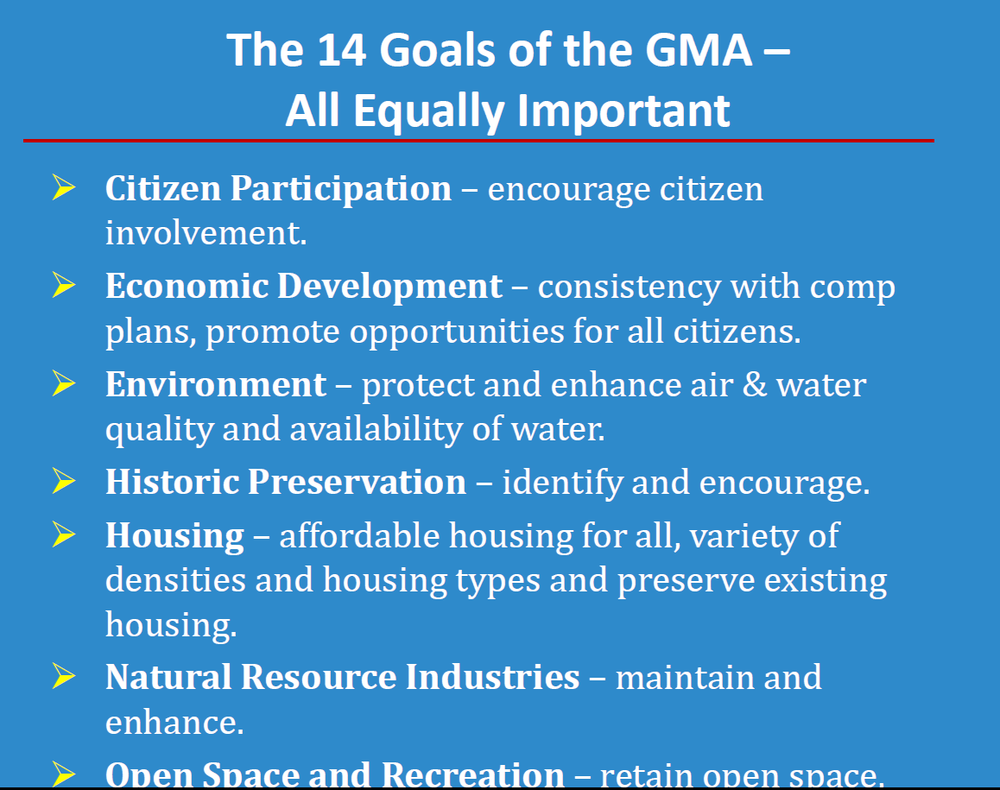 The 14 Goals of the GMA –
All Equally Important
Citizen Participation – encourage citizen
involvement.
Economic Development – consistency with comp
plans, promote opportunities for all citizens.
Environment – protect and enhance air & water
quality and availability of water.
Historic Preservation – identify and encourage.
Housing – affordable housing for all, variety of
densities and housing types and preserve existing
housing.
Natural Resource Industries – maintain and
enhance.
Open Space and Recreation – retain open space.